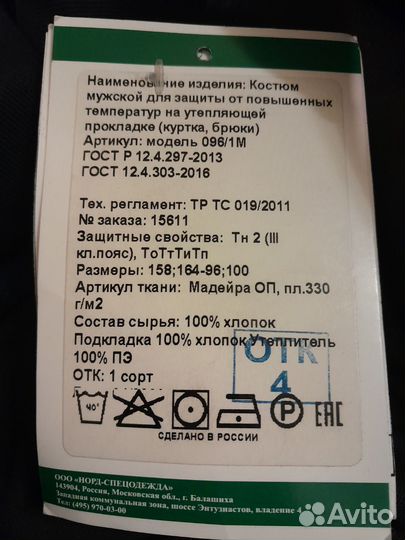 Наименование изделия: Костюм
мужской для защиты от повышенных
температур на утепляющей
прокладке (куртка, брюки)
Артикул: модель 096/1М
ГОСТ Р 12.4.297-2013
ГОСТ 12.4.303-2016
Тех. регламент: ТР ТС 019/2011
№ заказа: 15611
Защитные свойства: Тн 2 (III
кл.пояс), ТоТтТиТп
Размеры: 158;164-96;100
Артикул ткани: Мадейра ОП, пл.330
г/м2
Состав сырья: 100% хлопок
Подкладка 100% хлопок Утеплитель
100% ПЭ
ОТК: 1 сорт
ОТК
4
40°
P
ЕАС
СДЕЛАНО В РОССИИ
ООО «НОРД-СПЕЦОДЕЖДА»
143904, Россия, Московская обл., г. Балашиха
Западная коммунальная зона, шоссе Энтузиастов, владение 4
Тел: (495) 970-03-00
Avito